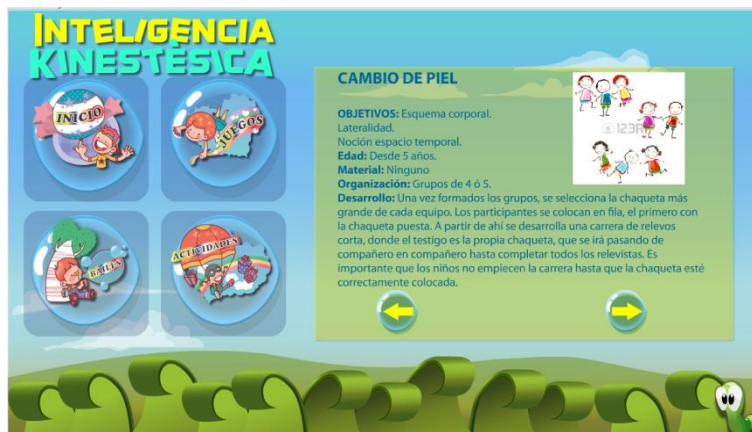 INTELIGENCIA
KINESTÈSICA
INICIO
JUEGOS
BAILES
ACTIVIDADES
CAMBIO DE PIEL
OBJETIVOS: Esquema corporal.
Lateralidad.
Noción espacio temporal.
Edad: Desde 5 años.
Material: Ninguno
Organización: Grupos de 4 ó 5.
Desarrollo: Una vez formados los grupos, se selecciona la chaqueta más
grande de cada equipo. Los participantes se colocan en fila, el primero con
la chaqueta puesta. A partir de ahí se desarrolla una carrera de relevos
corta, donde el testigo es la propia chaqueta, que se irá pasando de
compañero en compañero hasta completar todos los relevistas. Es
importante que los niños no empiecen la carrera hasta que la chaqueta esté
correctamente colocada.
123R